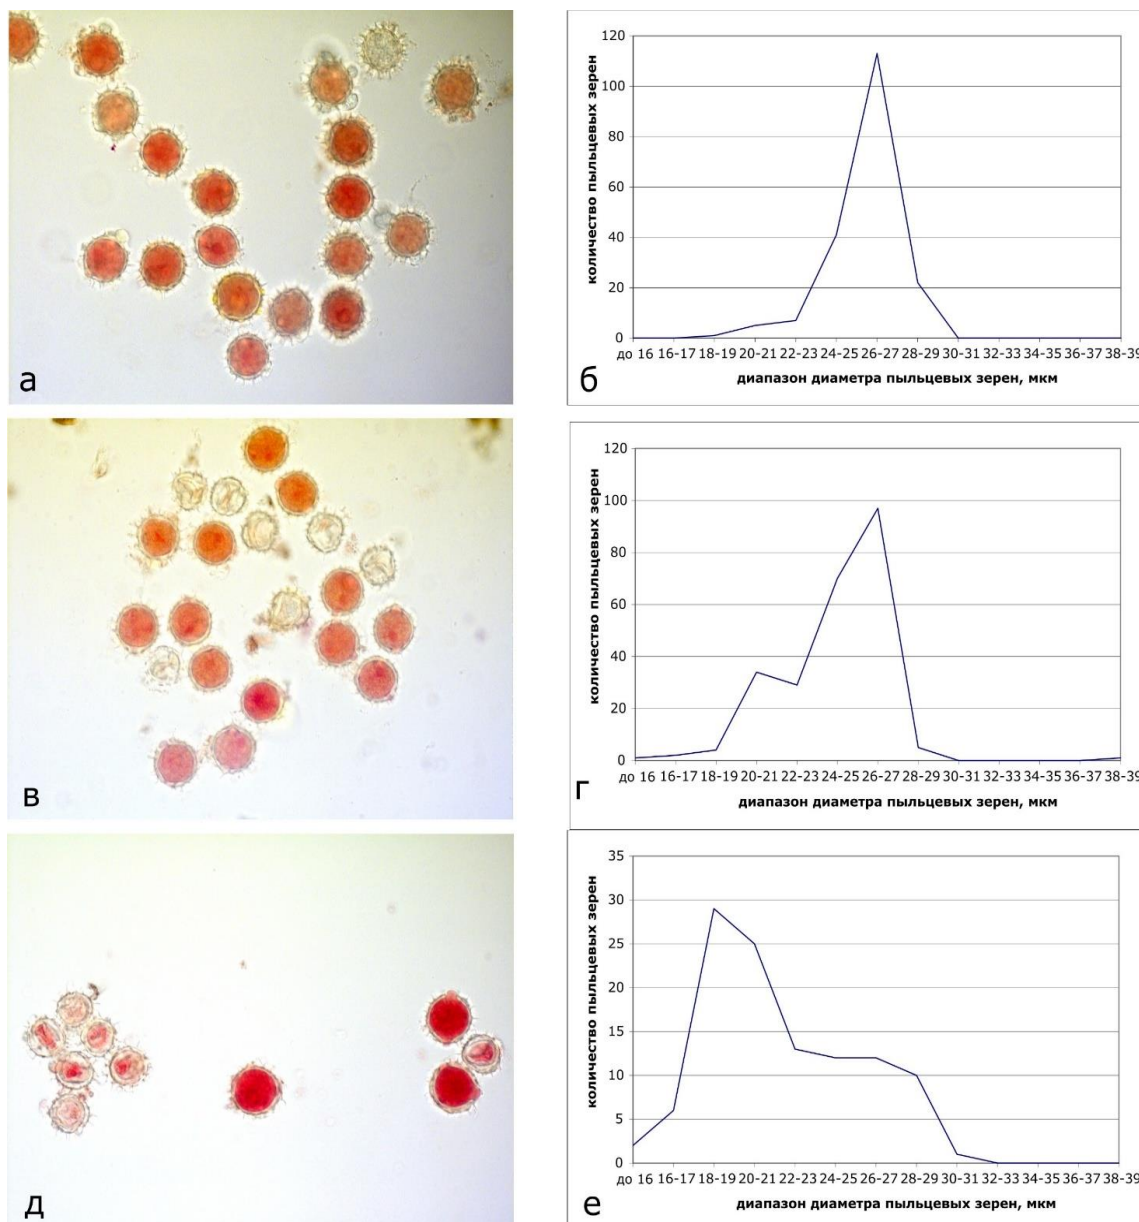 а
120
100
80
60
40
20
0
количество пыльцевых зерен
до 16 16-17 18-19 20-21 22-23 24-25 26-27 28-29 30-31 32-33 34-35 36-37 38-39
диапазон диаметра пыльцевых зерен, мкм
б
в
120
100
80
60
40
20
0
количество пыльцевых зерен
до 16 16-17 18-19 20-21 22-23 24-25 26-27 28-29 30-31 32-33 34-35 36-37 38-39
диапазон диаметра пыльцевых зерен, мкм
г
д
35
30
25
20
15
10
5
0
количество пыльцевых зерен
до 16 16-17 18-19 20-21 22-23 24-25 26-27 28-29 30-31 32-33 34-35 36-37 38-39
диапазон диаметра пыльцевых зерен, мкм
е